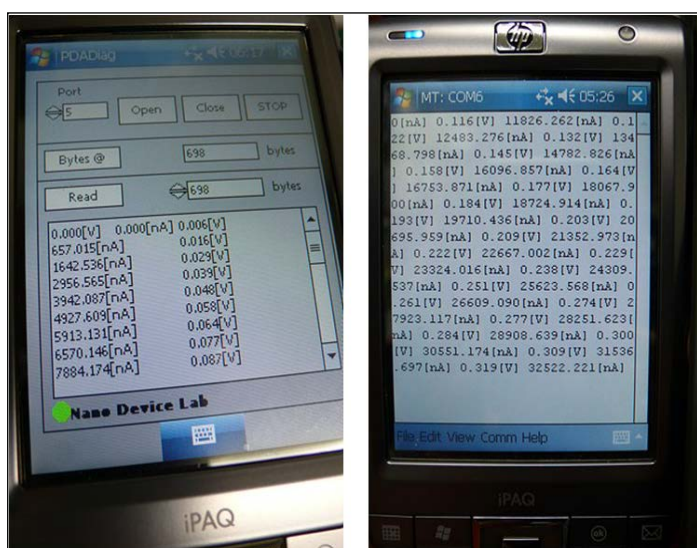 PDADiag 05:17
Port
5 Open Close STOP
Bytes @ 698 bytes
Read 698 bytes
0.000[V] 0.000[nA] 0.006[V]
657.015[nA] 0.016[V]
1642.536[nA] 0.029[V]
2956.565[nA] 0.039[V]
3942.087[nA] 0.048[V]
4927.609[nA] 0.058[V]
5913.131[nA] 0.064[V]
6570.146[nA] 0.077[V]
7884.174[nA] 0.087[V]
Nano Device Lab
iPAQ
hp
MT: COM6 05:26
0[nA] 0.116[V] 11826.262[nA] 0.1
22[V] 12483.276[nA] 0.132[V] 134
68.798[nA] 0.145[V] 14782.826[nA
] 0.158[V] 16096.857[nA] 0.164[V
] 16753.871[nA] 0.177[V] 18067.9
00[nA] 0.184[V] 18724.914[nA] 0.
193[V] 19710.436[nA] 0.203[V] 20
695.959[nA] 0.209[V] 21352.973[n
A] 0.222[V] 22667.002[nA] 0.229[
V] 23324.016[nA] 0.238[V] 24309.
537[nA] 0.251[V] 25623.568[nA] 0
.261[V] 26609.090[nA] 0.274[V] 2
7923.117[nA] 0.277[V] 28251.623[
nA] 0.284[V] 28908.639[nA] 0.300
[V] 30551.174[nA] 0.309[V] 31536
.697[nA] 0.319[V] 32522.221[nA]
File Edit View Comm Help
iPAQ
ok